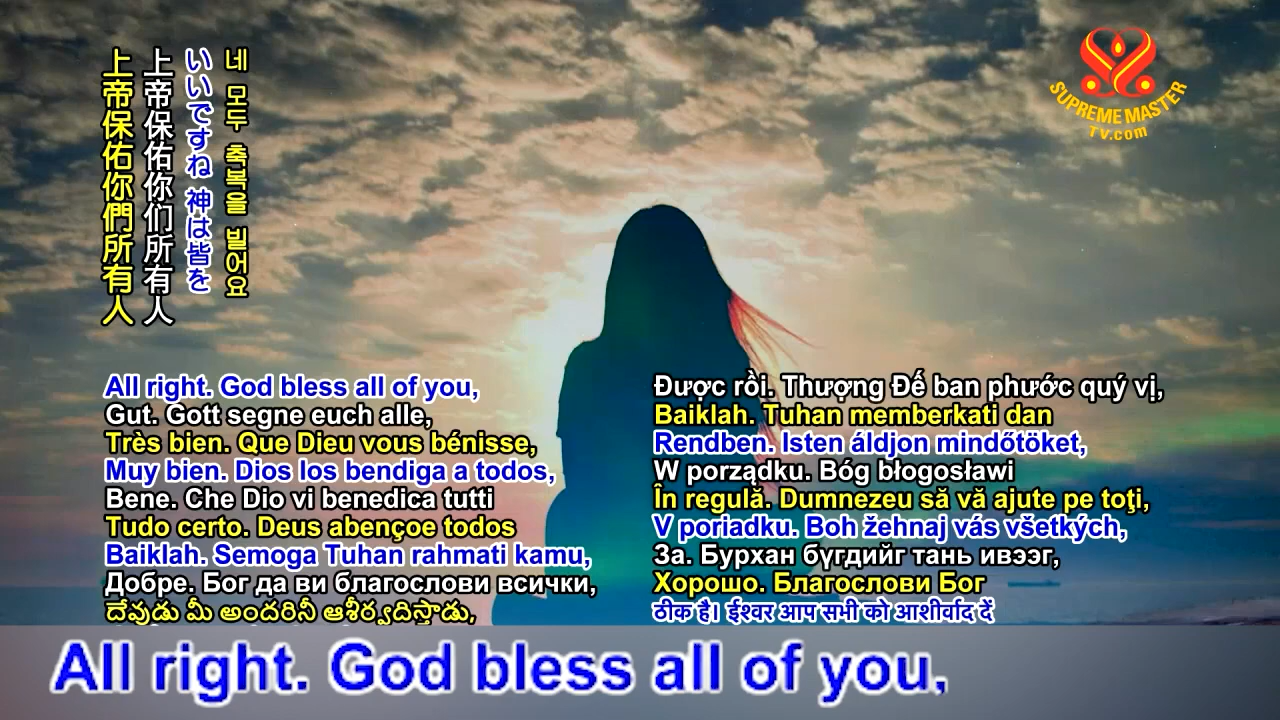 上帝保佑你們所有人
上帝保佑你们所有人
いいですね 神は皆を
네 모두 축복을 빌어요
SUPREME MASTER
TV.com
All right. God bless all of you,
Gut. Gott segne euch alle,
Très bien. Que Dieu vous bénisse,
Muy bien. Dios los bendiga a todos,
Bene. Che Dio vi benedica tutti
Tudo certo. Deus abençoe todos
Baiklah. Semoga Tuhan rahmati kamu,
Добре. Бог да ви благослови всички,
దేవుడు మీ అందరినీ ఆశీర్వదిస్తాడు,
Được rồi. Thượng Đế ban phước quý vị,
Baiklah. Tuhan memberkati dan
Rendben. Isten áldjon mindőtöket,
W porządku. Bóg błogosławi
În regulă. Dumnezeu să vă ajute pe toţi,
V poriadku. Boh žehnaj vás všetkých,
За. Бурхан бүгдийг тань ивээг,
Хорошо. Благослови Бог
ठीक है। ईश्वर आप सभी को आशीर्वाद दें
All right. God bless all of you,